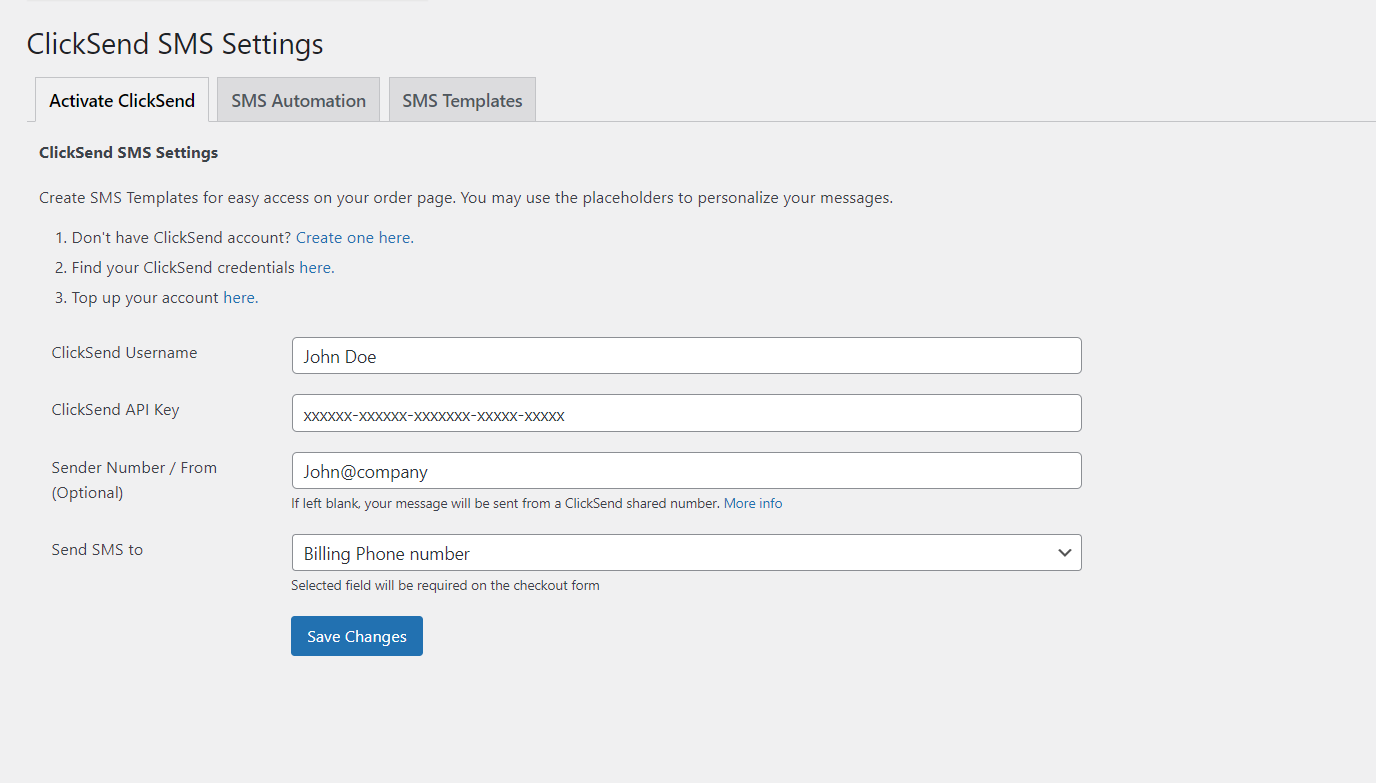 ClickSend SMS Settings
Activate ClickSend
SMS Automation
SMS Templates
ClickSend SMS Settings
Create SMS Templates for easy access on your order page. You may use the placeholders to personalize your messages.
1. Don't have ClickSend account? Create one here.
2. Find your ClickSend credentials here.
3. Top up your account here.
ClickSend Username
John Doe
ClickSend API Key
xxxxxx-xxxxxx-xxxxxxx-xxxxx-xxxxx
Sender Number / From
(Optional)
John@company
If left blank, your message will be sent from a ClickSend shared number. More info
Send SMS to
Billing Phone number
Selected field will be required on the checkout form
Save Changes